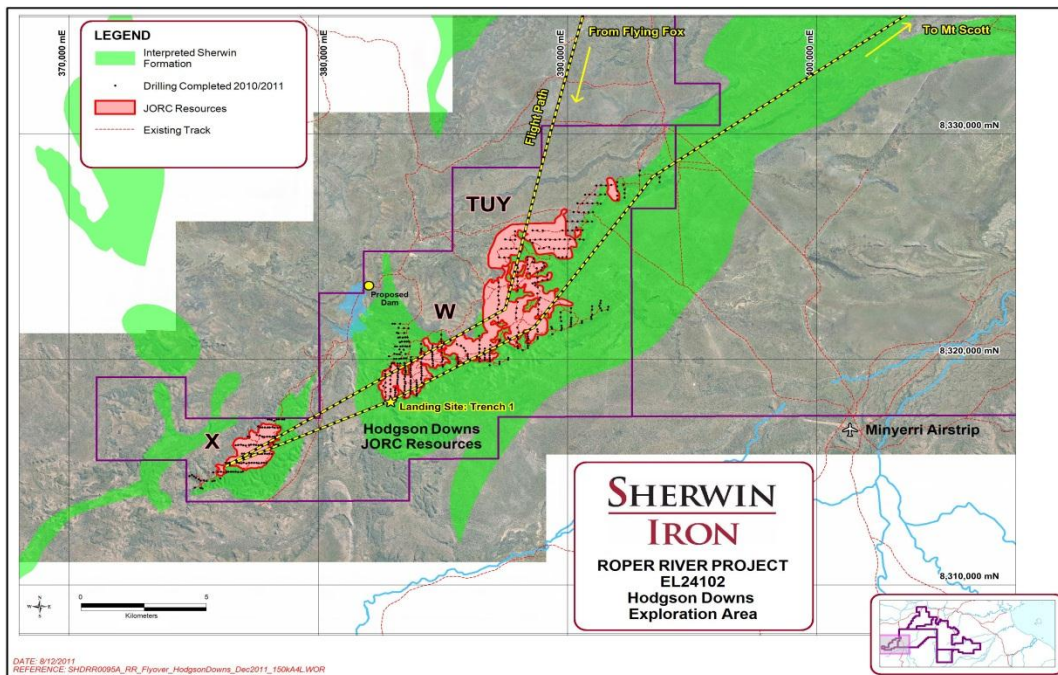 LEGEND
Interpreted Sherwin
Formation
Drilling Completed 2010/2011
JORC Resources
Existing Track
370,000 mE
380,000 mE
390,000 mE
400,000 mE
From Flying Fox
To Mt Scott
Flight Path
8,330,000 mN
TUY
Proposed
Dam
W
8,320,000 mN
Landing Site: Trench 1
X
Hodgson Downs
JORC Resources
Minyerri Airstrip
SHERWIN
IRON
ROPER RIVER PROJECT
EL24102
Hodgson Downs
Exploration Area
8,310,000 mN
N
W
E
S
0
5
Kilometers
DATE: 8/12/2011
REFERENCE: SHDRR0095A_RR_Flyover_HodgsonDowns_Dec2011_150kA4L.WOR